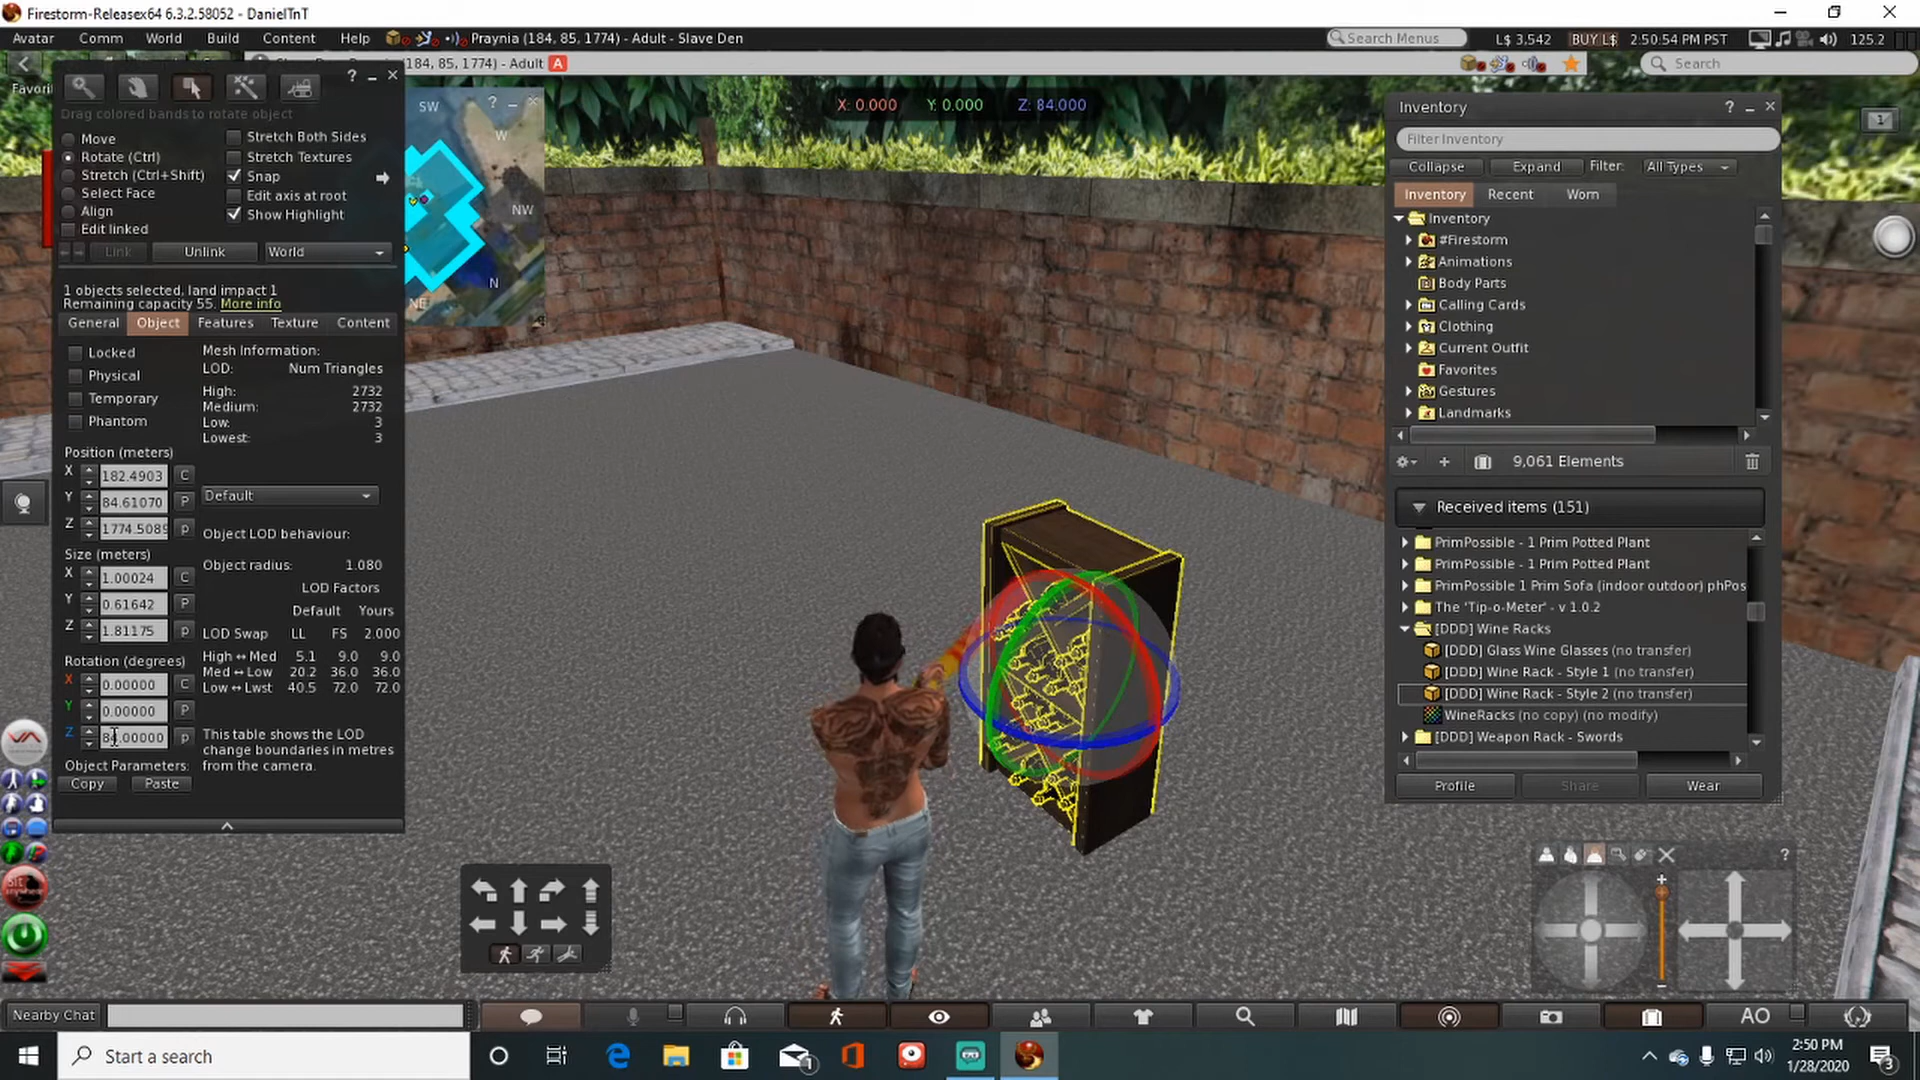 Firestorm-Releasex64 6.3.2.58052 - DanielTnT
Avatar Comm World Build Content Help Praynia (184, 85, 1774) - Adult - Slave Den Search Menus L$ 3,542 BUY L$ 2:50:54 PM PST 125.2
(184, 85, 1774) - Adult A Search
Favori
Drag colored bands to rotate object
Move
Rotate (Ctrl)
Stretch (Ctrl+Shift)
Select Face
Align
Edit linked
Stretch Both Sides
Stretch Textures
Snap
Edit axis at root
Show Highlight
Link Unlink World
1 objects selected, land impact 1
Remaining capacity 55. More info
General Object Features Texture Content
Locked
Physical
Temporary
Phantom
Mesh Information:
LOD: Num Triangles
High: 2732
Medium: 2732
Low: 3
Lowest: 3
Position (meters)
X 182.4903 C
Y 84.61070 P
Z 1774.5089 p
Size (meters)
X 1.00024 C
Y 0.61642 P
Z 1.81175 p
Rotation (degrees)
X 0.00000 C
Y 0.00000 P
Z 84.00000 p
Object Parameters:
Copy Paste
Default
Object LOD behaviour:
Object radius: 1.080
LOD Factors
Default Yours
LOD Swap LL FS 2.000
High ↔ Med 5.1 9.0 9.0
Med ↔ Low 20.2 36.0 36.0
Low ↔ Lwst 40.5 72.0 72.0
This table shows the LOD
change boundaries in metres
from the camera.
SW
W
NW
N
NE
X: 0.000 Y: 0.000 Z: 84.000
Inventory
Filter Inventory
Collapse Expand Filter: All Types
Inventory Recent Worn
Inventory
#Firestorm
Animations
Body Parts
Calling Cards
Clothing
Current Outfit
Favorites
Gestures
Landmarks
9,061 Elements
Received items (151)
PrimPossible - 1 Prim Potted Plant
PrimPossible - 1 Prim Potted Plant
PrimPossible 1 Prim Sofa (indoor outdoor) phPos
The 'Tip-o-Meter' - v 1.0.2
[DDD] Wine Racks
[DDD] Glass Wine Glasses (no transfer)
[DDD] Wine Rack - Style 1 (no transfer)
[DDD] Wine Rack - Style 2 (no transfer)
WineRacks (no copy) (no modify)
[DDD] Weapon Rack - Swords
Profile Share Wear
1
Nearby Chat
AO
Start a search
2:50 PM
1/28/2020
3